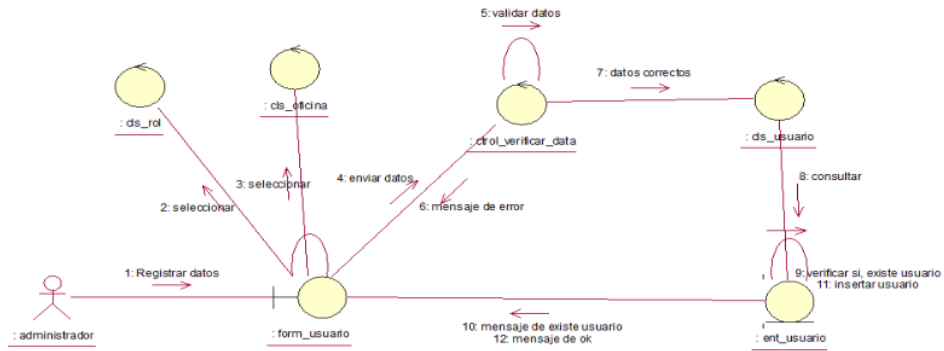 5: validar datos
7: datos correctos
: cls_oficina
: cls_rol
: ctrol_verificar_data
: cls_usuario
4: enviar datos
3: seleccionar
8: consultar
2: seleccionar
6: mensaje de error
1: Registrar datos
9: verificar si, existe usuario
11: insertar usuario
10: mensaje de existe usuario
12: mensaje de ok
: administrador
: form_usuario
: ent_usuario